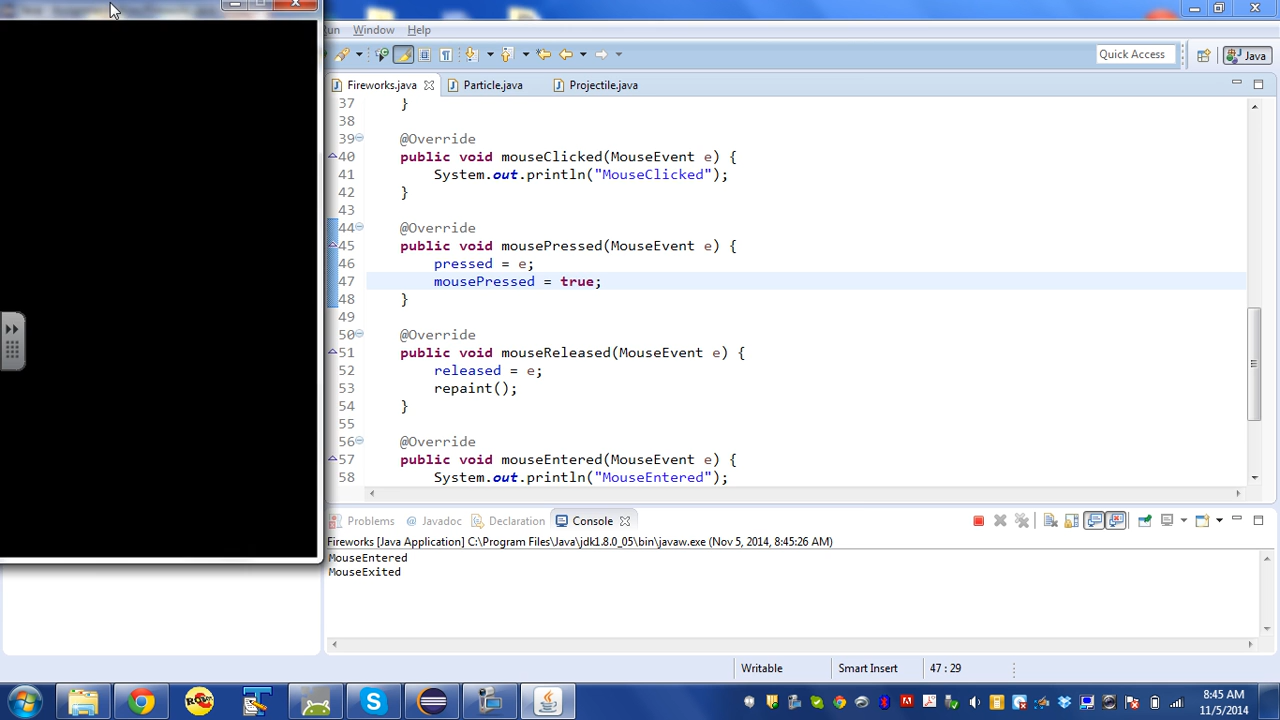 Run Window Help
Quick Access
Java
Fireworks.java Particle.java Projectile.java
37 }
38
39 @Override
40 public void mouseClicked(MouseEvent e) {
41 System.out.println("MouseClicked");
42 }
43
44 @Override
45 public void mousePressed(MouseEvent e) {
46 pressed = e;
47 mousePressed = true;
48 }
49
50 @Override
51 public void mouseReleased(MouseEvent e) {
52 released = e;
53 repaint();
54 }
55
56 @Override
57 public void mouseEntered(MouseEvent e) {
58 System.out.println("MouseEntered");
Problems @ Javadoc Declaration Console
Fireworks [Java Application] C:\Program Files\Java\jdk1.8.0_05\bin\javaw.exe (Nov 5, 2014, 8:45:26 AM)
MouseEntered
MouseExited
Writable Smart Insert 47 : 29
8:45 AM
11/5/2014